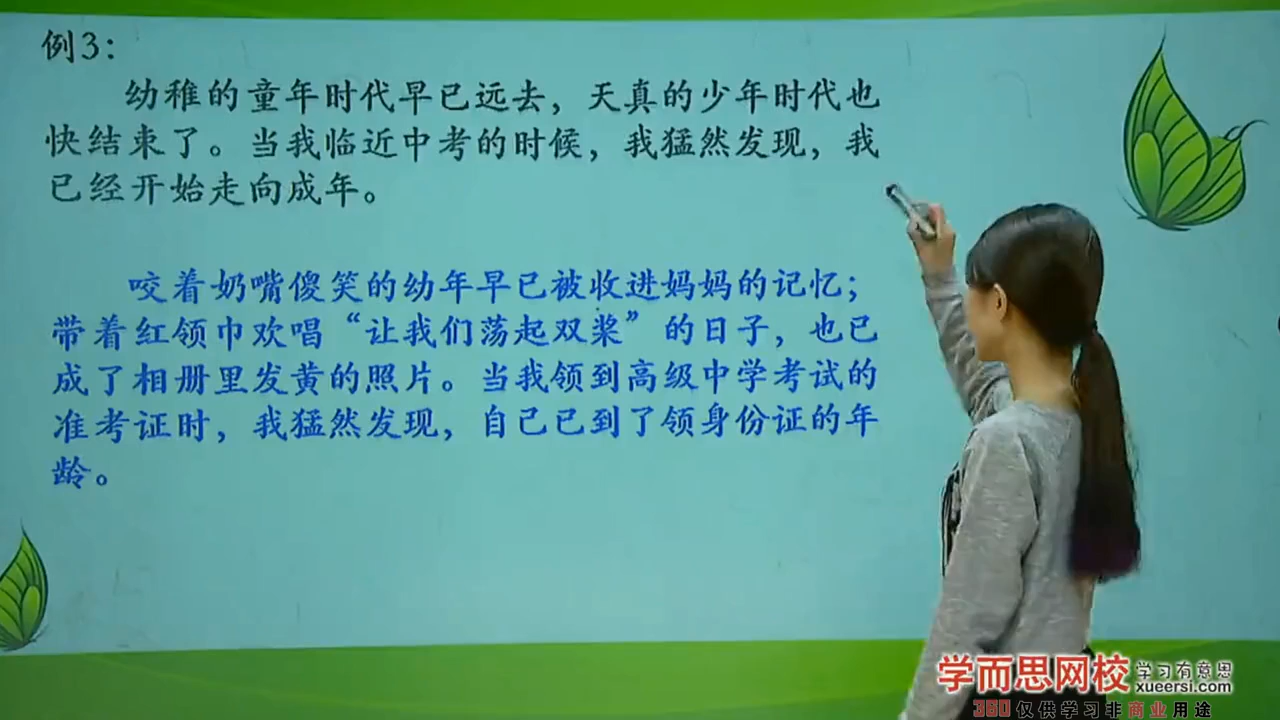 例3：
幼稚的童年时代早已远去，天真的少年时代也
快结束了。当我临近中考的时候，我猛然发现，我
已经开始走向成年。
咬着奶嘴傻笑的幼年早已被收进妈妈的记忆；
带着红领巾欢唱“让我们荡起双桨”的日子，也已
成了相册里发黄的照片。当我领到高级中学考试的
准考证时，我猛然发现，自己已到了领身份证的年
龄。
学而思网校 学习有意思
xueersi.com
360仅供学习非商业用途